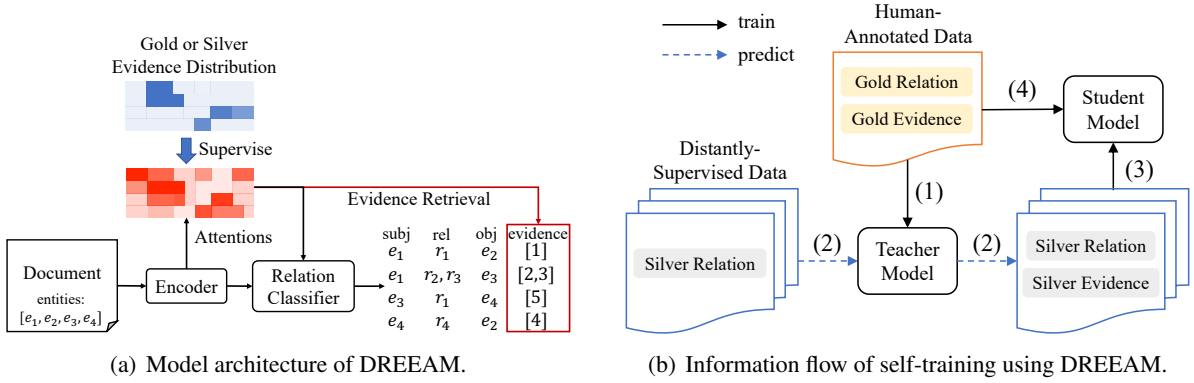 Gold or Silver
Evidence Distribution
Supervise
Evidence Retrieval
Attentions
Document
entities:
[e₁, e₂, e₃, e₄]
Encoder
Relation
Classifier
subj rel obj evidence
e₁ r₁ e₂ [1]
e₁ r₂, r₃ e₃ [2,3]
e₃ r₁ e₄ [5]
e₄ r₄ e₂ [4]
(a) Model architecture of DREEAM.
train
predict
Human-
Annotated Data
Gold Relation
Gold Evidence
(4)
Student
Model
Distantly-
Supervised Data
(1)
(3)
Silver Relation
(2)
Teacher
Model
(2)
Silver Relation
Silver Evidence
(b) Information flow of self-training using DREEAM.